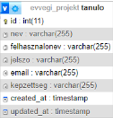 evvegi_projekt tanulo
id : int(11)
nev : varchar(255)
felhasznalonev : varchar(255)
jelszo : varchar(255)
email : varchar(255)
kepzettseg : varchar(255)
created_at : timestamp
updated_at : timestamp